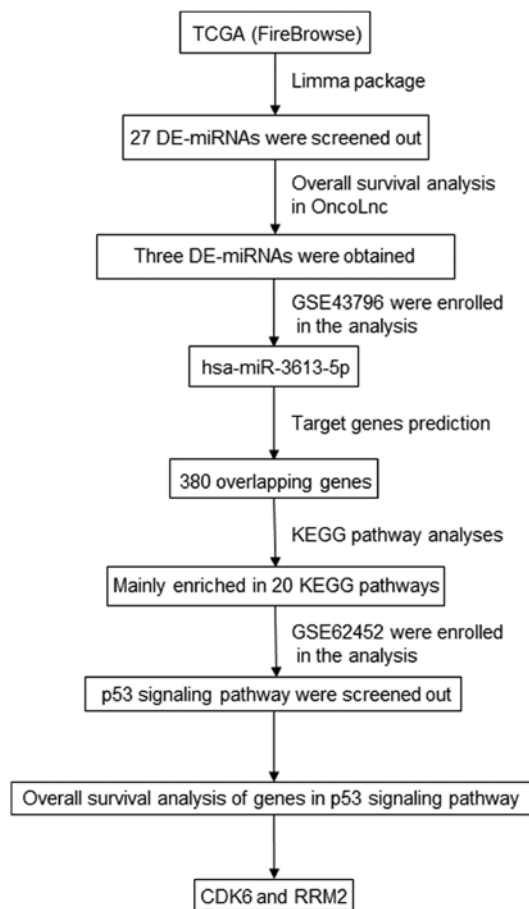 TCGA (FireBrowse)
Limma package
27 DE-miRNAs were screened out
Overall survival analysis
in OncoLnc
Three DE-miRNAs were obtained
GSE43796 were enrolled
in the analysis
hsa-miR-3613-5p
Target genes prediction
380 overlapping genes
KEGG pathway analyses
Mainly enriched in 20 KEGG pathways
GSE62452 were enrolled
in the analysis
p53 signaling pathway were screened out
Overall survival analysis of genes in p53 signaling pathway
CDK6 and RRM2